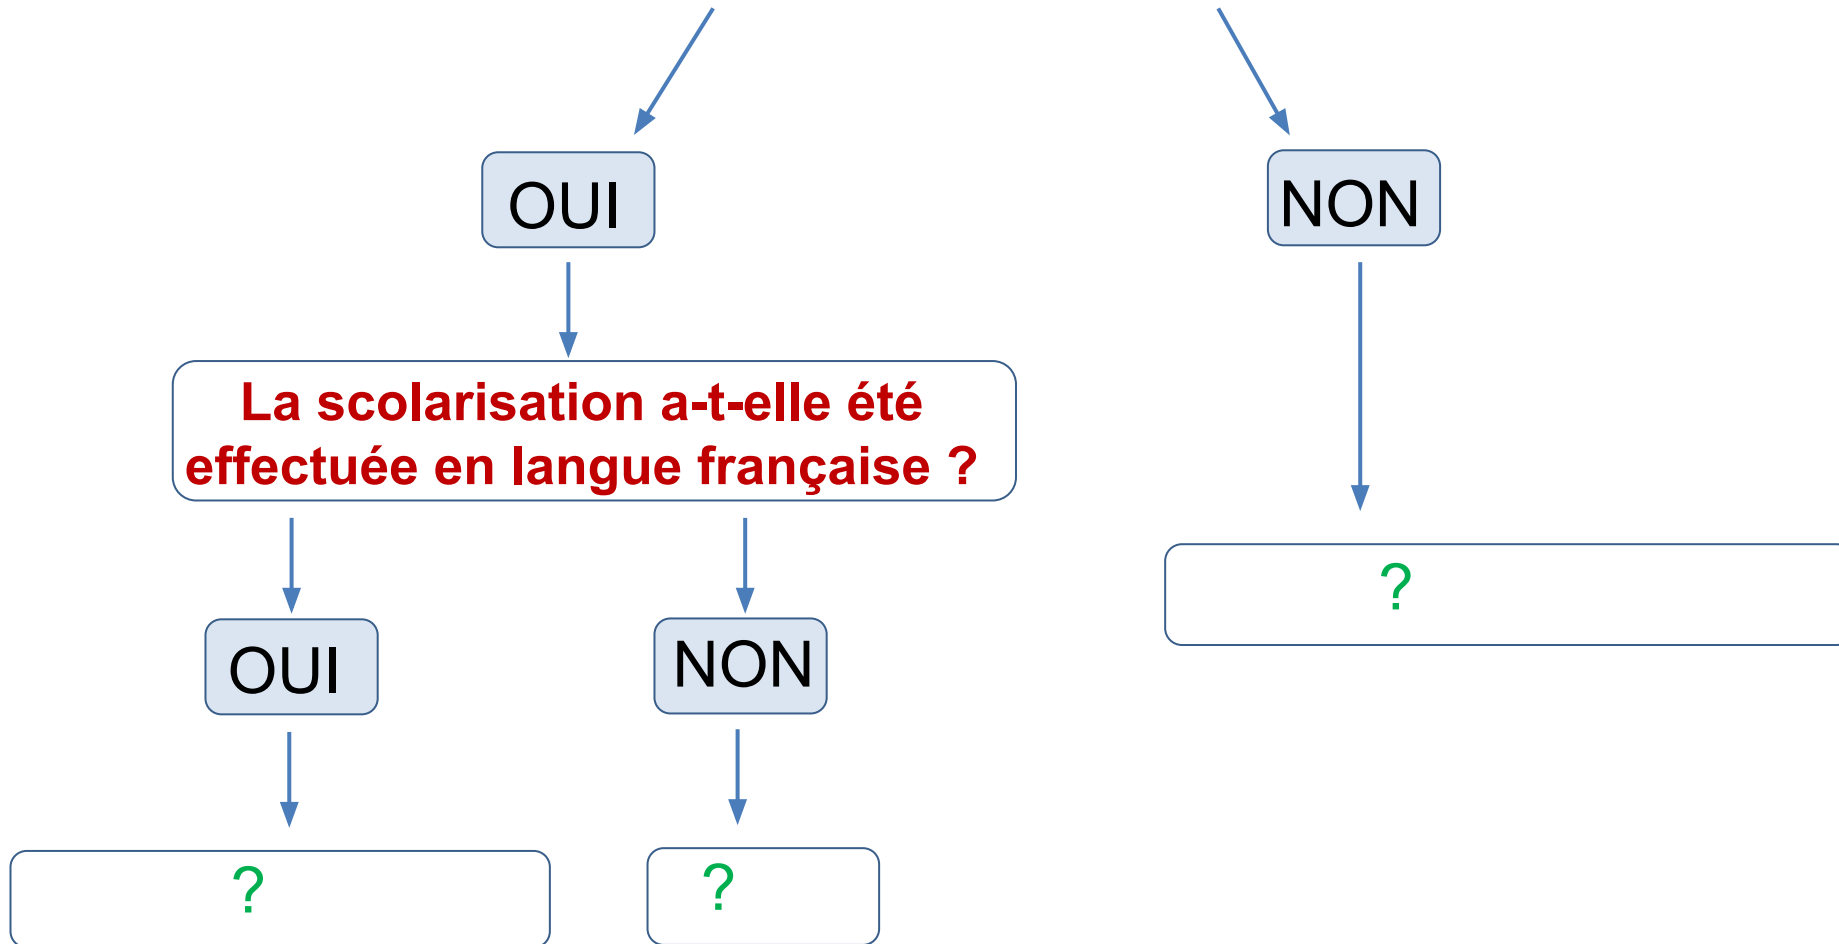 OUI
NON
La scolarisation a-t-elle été
effectuée en langue française ?
?
OUI
NON
?
?